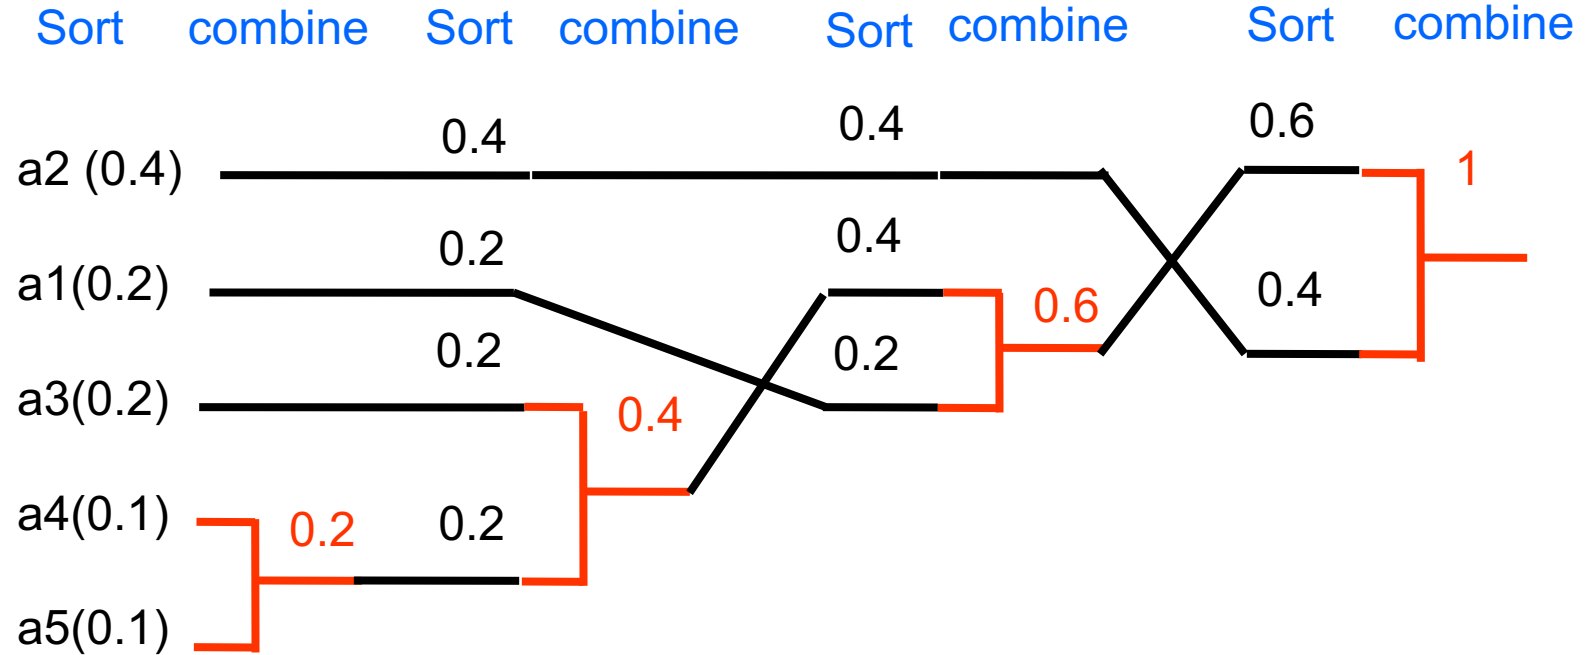 Sort combine Sort combine Sort combine Sort combine
0.4 0.4 0.6
a2 (0.4) 1
0.2 0.4
a1(0.2) 0.6 0.4
0.2 0.2
a3(0.2) 0.4
a4(0.1) 0.2 0.2
a5(0.1)